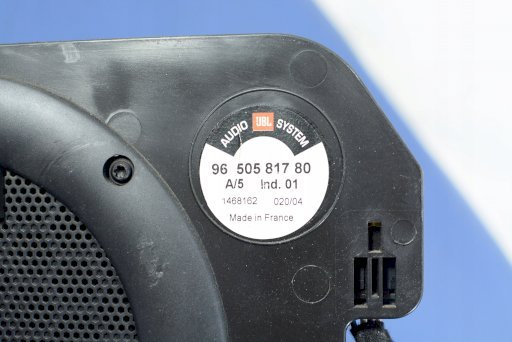 AUDIO JBL SYSTEM
96 505 817 80
A/5 Ind. 01
1468162 020/04
Made in France